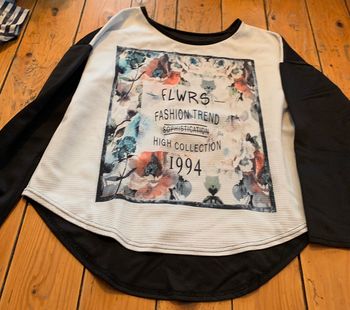 - FLWRS -
FASHION TREND
SOPHISTICATION
HIGH COLLECTION
1994